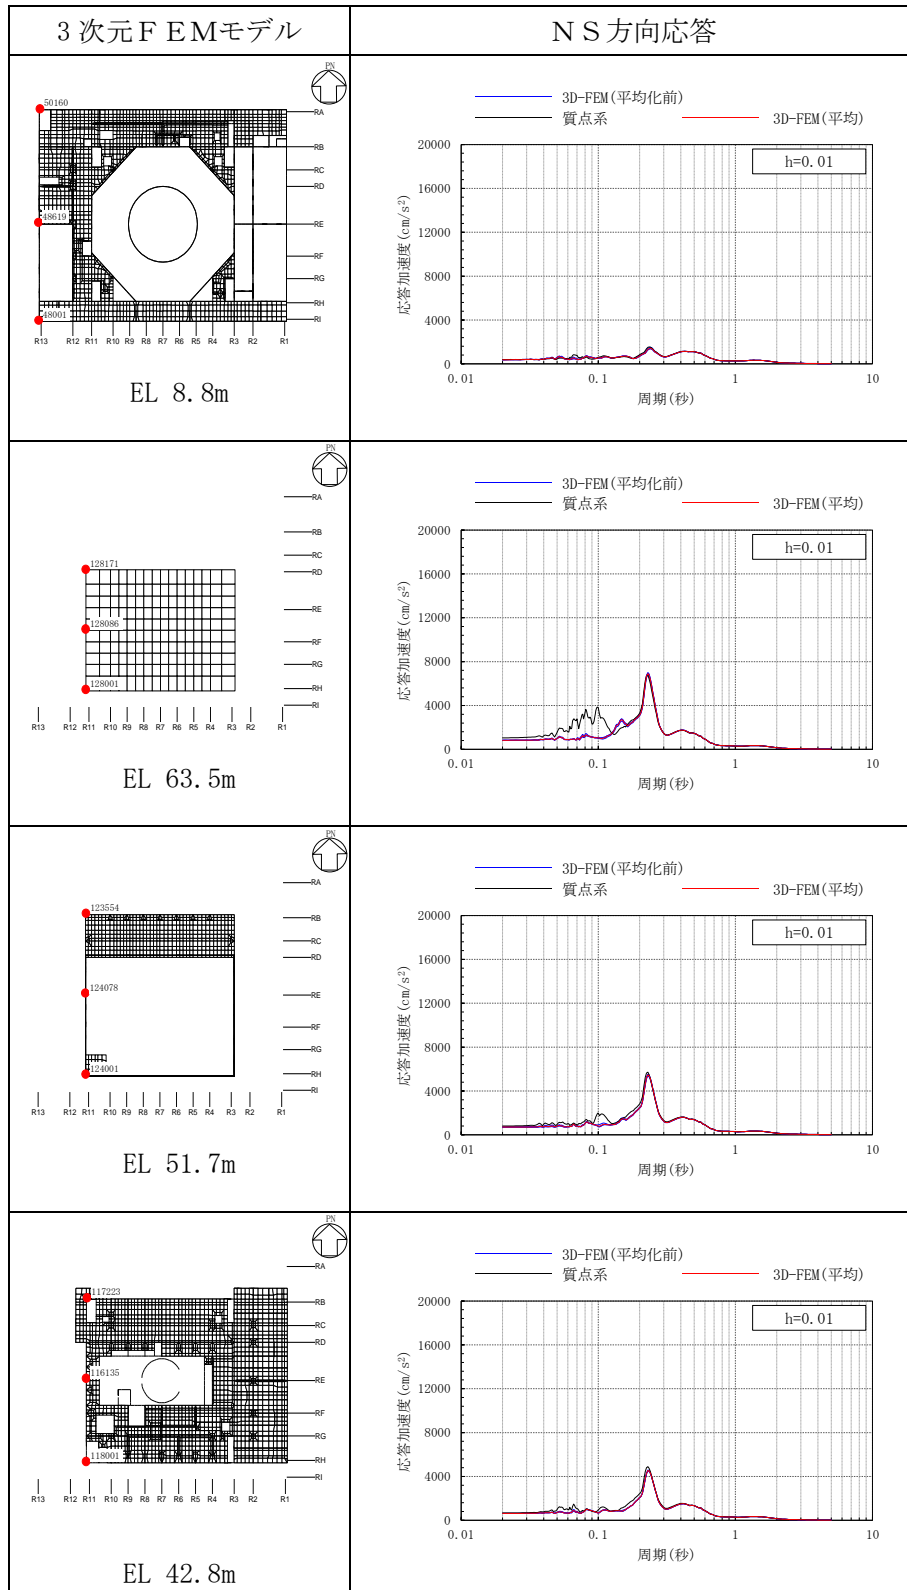 3次元ＦＥＭモデル
ＮＳ方向応答
PN
50160
48619
48001
RA
RB
RC
RD
RE
RF
RG
RH
RI
R13 R12 R11 R10 R9 R8 R7 R6 R5 R4 R3 R2 R1
EL 8.8m
3D-FEM(平均化前)
質点系 3D-FEM(平均)
h=0.01
応答加速度(cm/s²)
20000
16000
12000
8000
4000
0
0.01 0.1 1 10
周期(秒)
PN
128171
128086
128001
RA
RB
RC
RD
RE
RF
RG
RH
RI
R13 R12 R11 R10 R9 R8 R7 R6 R5 R4 R3 R2 R1
EL 63.5m
3D-FEM(平均化前)
質点系 3D-FEM(平均)
h=0.01
応答加速度(cm/s²)
20000
16000
12000
8000
4000
0
0.01 0.1 1 10
周期(秒)
PN
123554
124078
124001
RA
RB
RC
RD
RE
RF
RG
RH
RI
R13 R12 R11 R10 R9 R8 R7 R6 R5 R4 R3 R2 R1
EL 51.7m
3D-FEM(平均化前)
質点系 3D-FEM(平均)
h=0.01
応答加速度(cm/s²)
20000
16000
12000
8000
4000
0
0.01 0.1 1 10
周期(秒)
PN
117223
116135
118001
RA
RB
RC
RD
RE
RF
RG
RH
RI
R13 R12 R11 R10 R9 R8 R7 R6 R5 R4 R3 R2 R1
EL 42.8m
3D-FEM(平均化前)
質点系 3D-FEM(平均)
h=0.01
応答加速度(cm/s²)
20000
16000
12000
8000
4000
0
0.01 0.1 1 10
周期(秒)